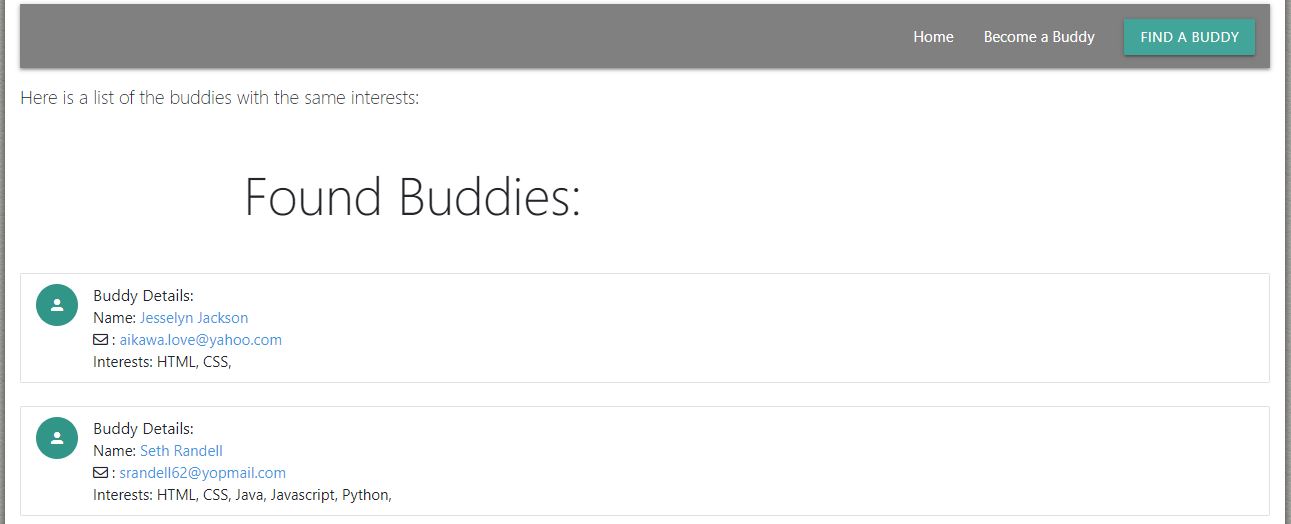 Home Become a Buddy FIND A BUDDY
Here is a list of the buddies with the same interests:
Found Buddies:
Buddy Details:
Name: Jesselyn Jackson
: aikawa.love@yahoo.com
Interests: HTML, CSS,
Buddy Details:
Name: Seth Randell
: srandell62@yopmail.com
Interests: HTML, CSS, Java, Javascript, Python,